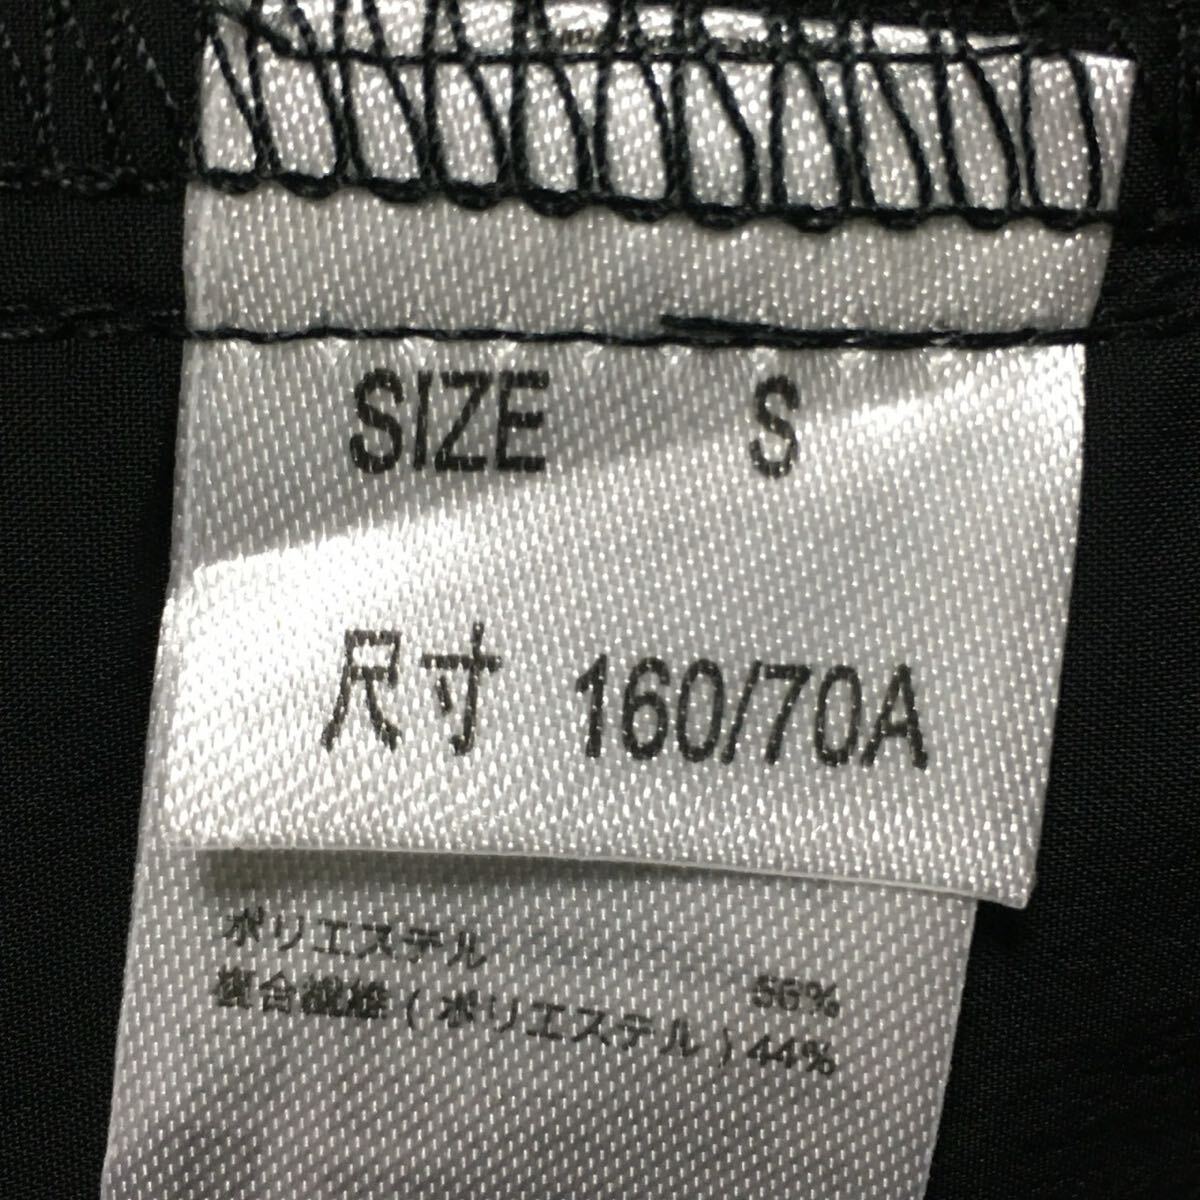 SIZE S
尺寸 160/70A
ポリエステル 56%
複合繊維 ( ポリエステル ) 44%